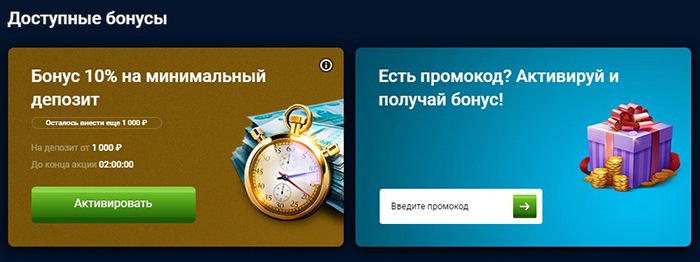 Доступные бонусы
Бонус 10% на минимальный
депозит
Осталось внести еще 1 000 ₽
На депозит от 1 000 ₽
До конца акции 02:00:00
Активировать
Есть промокод? Активируй и
получай бонус!
Введите промокод